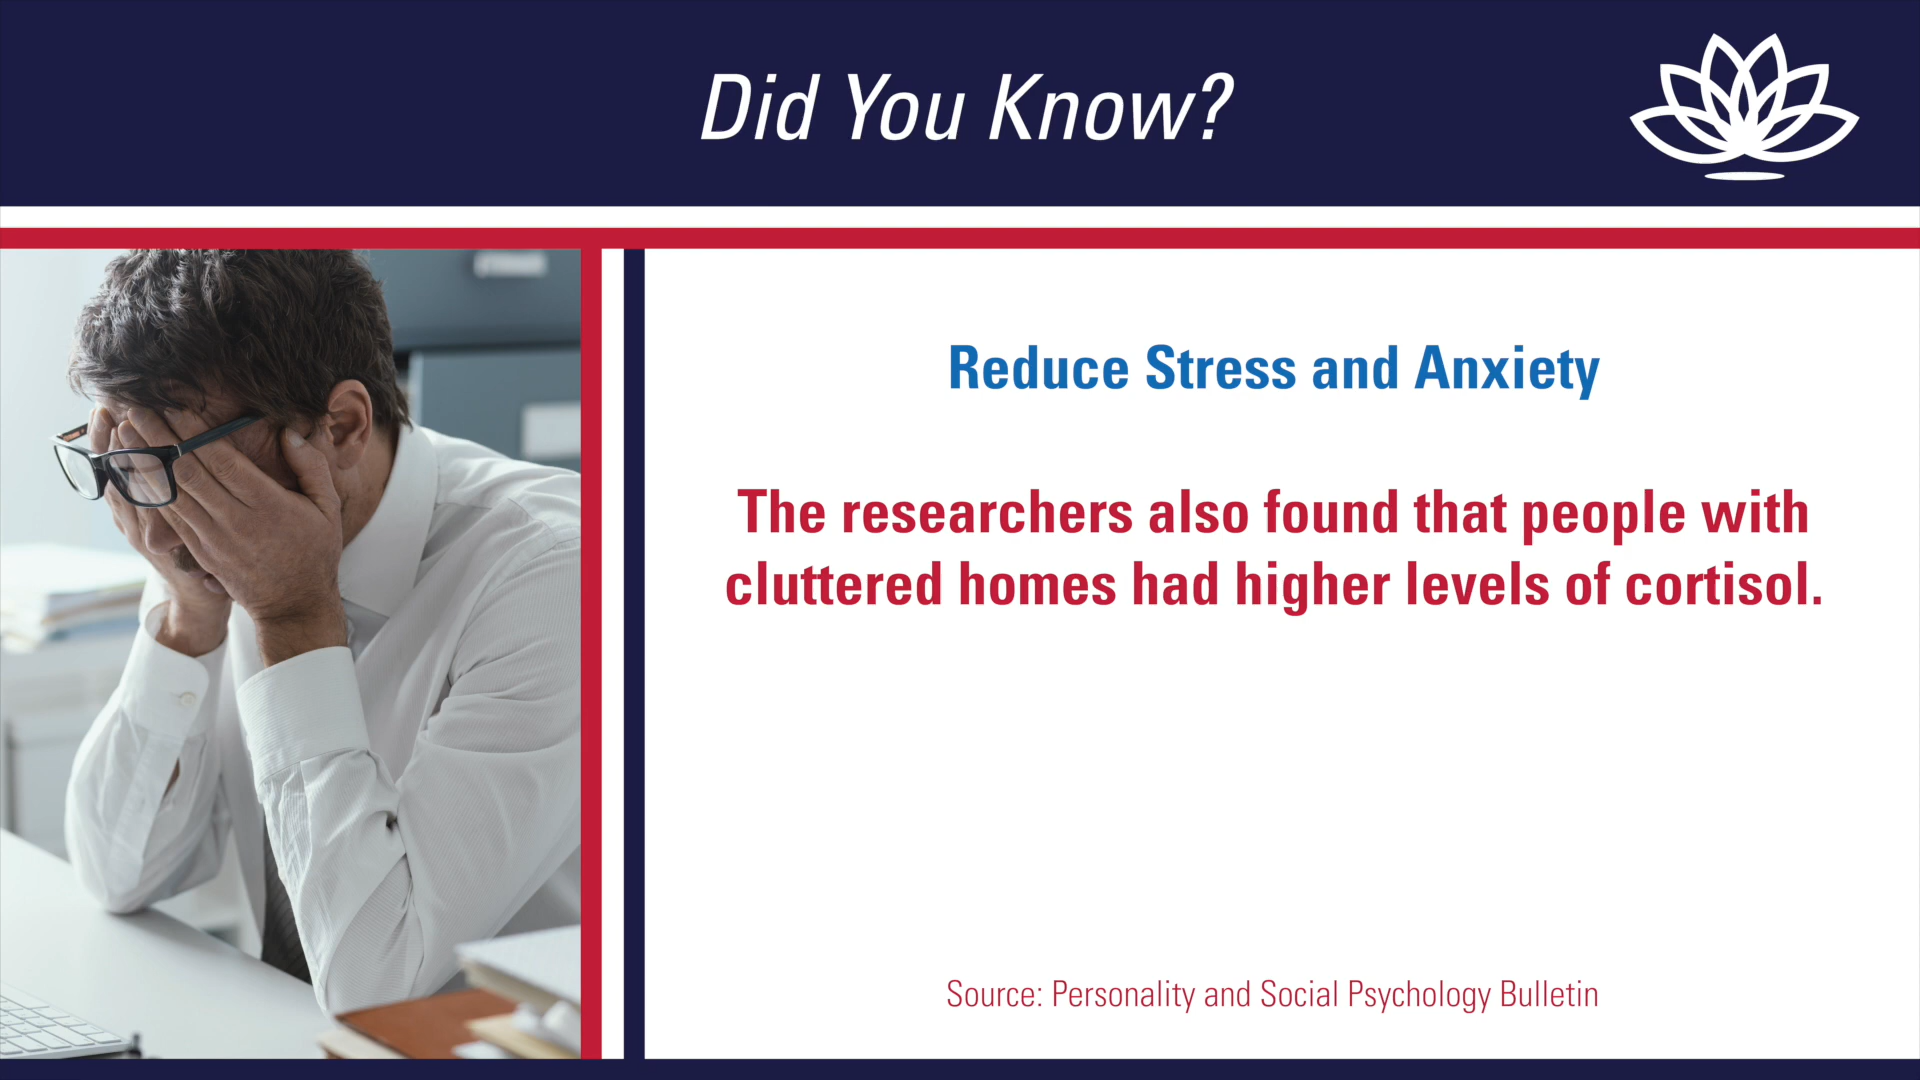 Did You Know?
Reduce Stress and Anxiety
The researchers also found that people with
cluttered homes had higher levels of cortisol.
Source: Personality and Social Psychology Bulletin